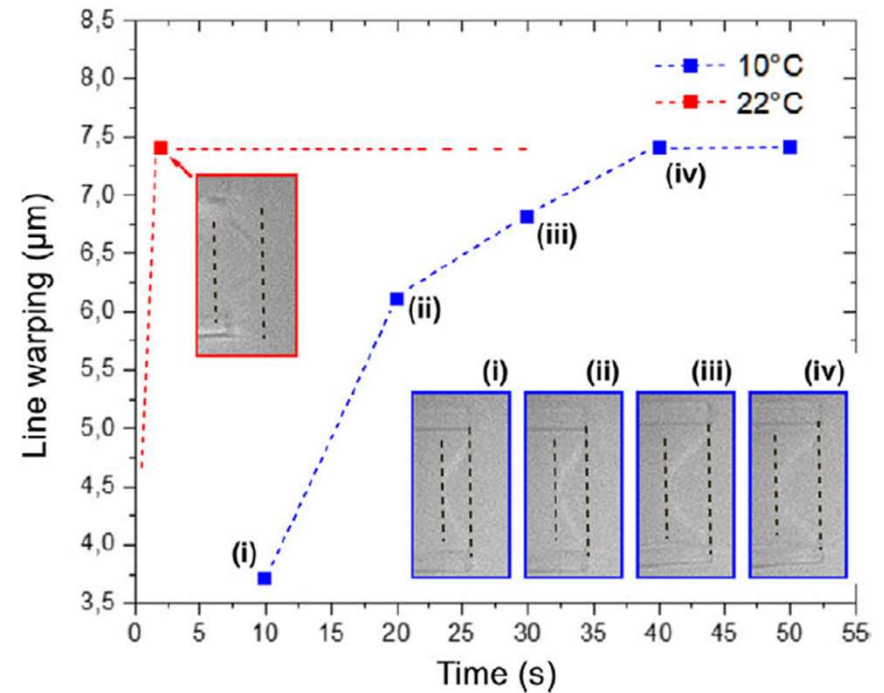 8,5
8,0
7,5
7,0
6,5
6,0
5,5
5,0
4,5
4,0
3,5
Line warping (μm)
10°C
22°C
(i)
(ii)
(iii)
(iv)
(i)
(ii)
(iii)
(iv)
0
5
10
15
20
25
30
35
40
45
50
55
Time (s)